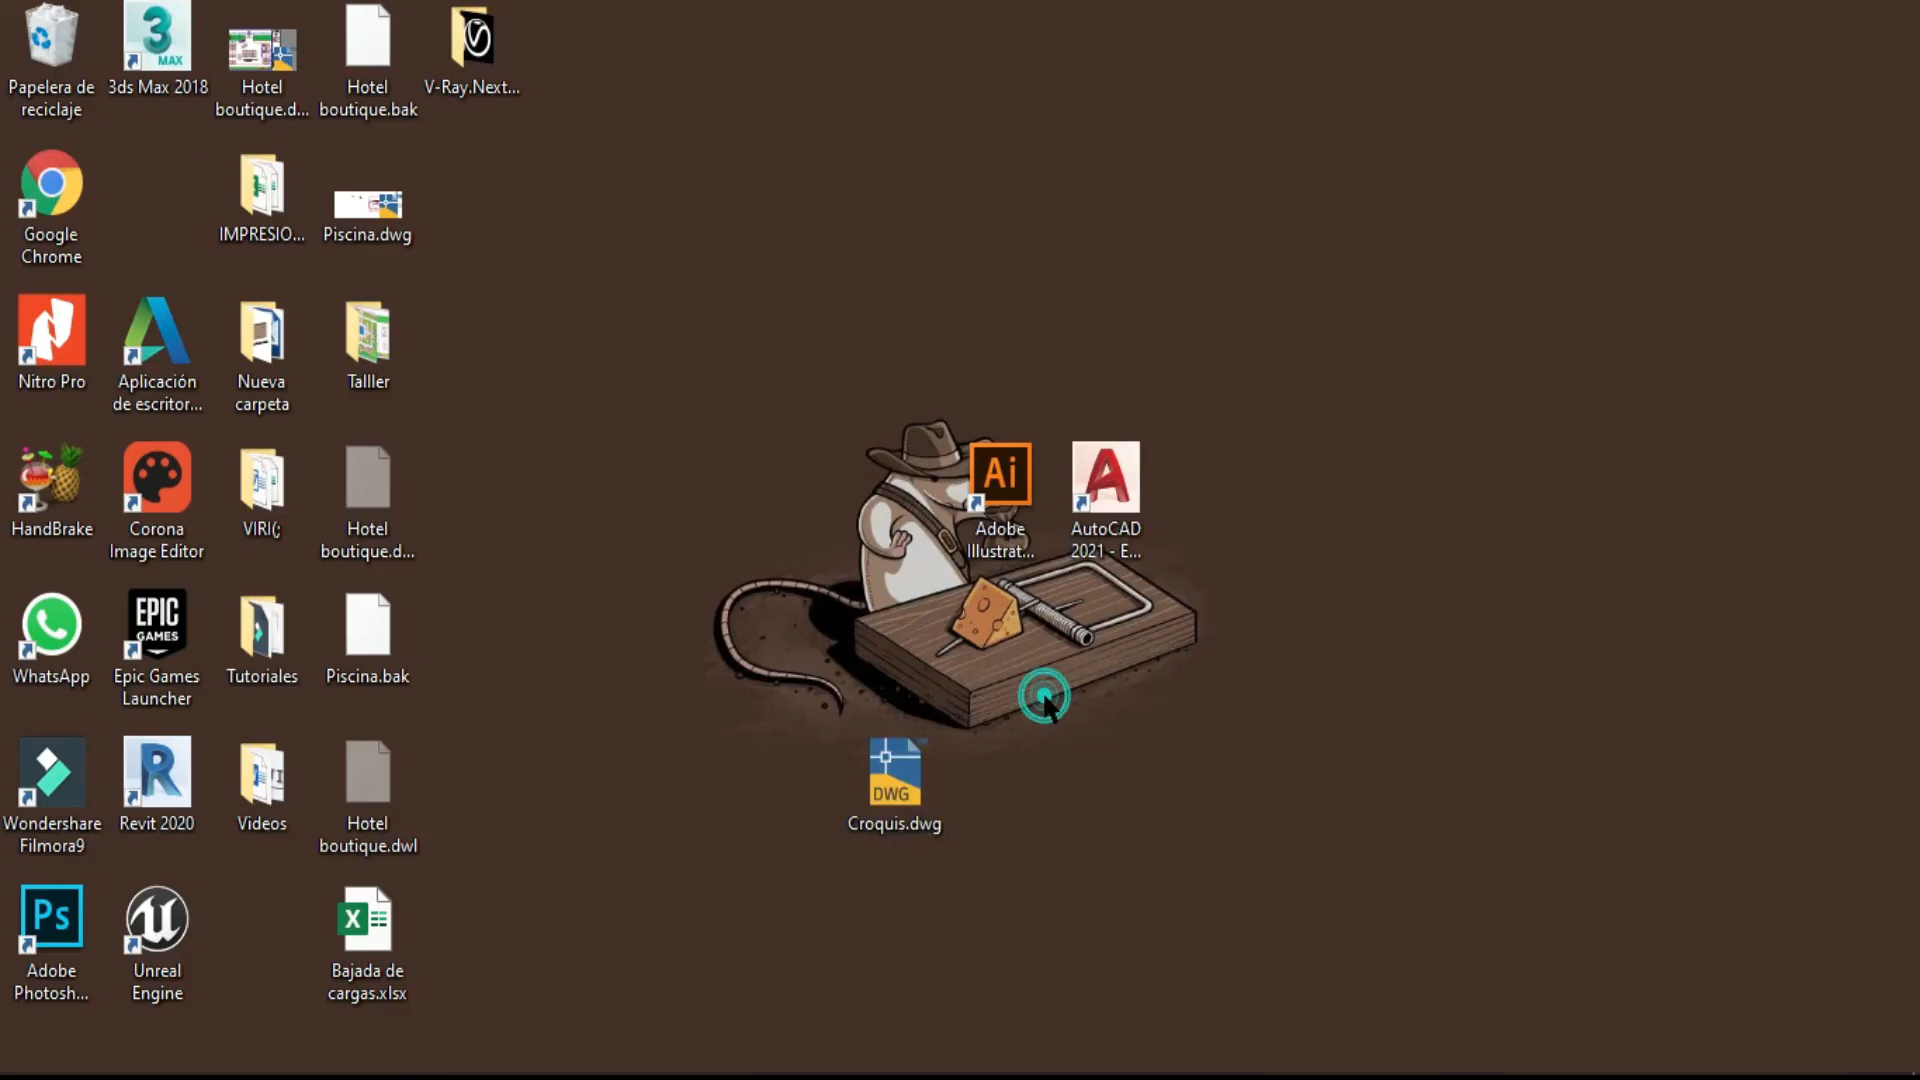 Papelera de
reciclaje
3
MAX
3ds Max 2018
Hotel
boutique.d...
Hotel
boutique.bak
V-Ray.Next...
Google
Chrome
IMPRESIO...
Piscina.dwg
Nitro Pro
Aplicación
de escritor...
Nueva
carpeta
Talller
HandBrake
Corona
Image Editor
VIRI(;
Hotel
boutique.d...
Ai
Adobe
Illustrat...
A
AutoCAD
2021 - E...
WhatsApp
EPIC
GAMES
Epic Games
Launcher
Tutoriales
Piscina.bak
Wondershare
Filmora9
R
Revit 2020
Videos
Hotel
boutique.dwl
DWG
Croquis.dwg
Ps
Adobe
Photosh...
Unreal
Engine
X
Bajada de
cargas.xlsx